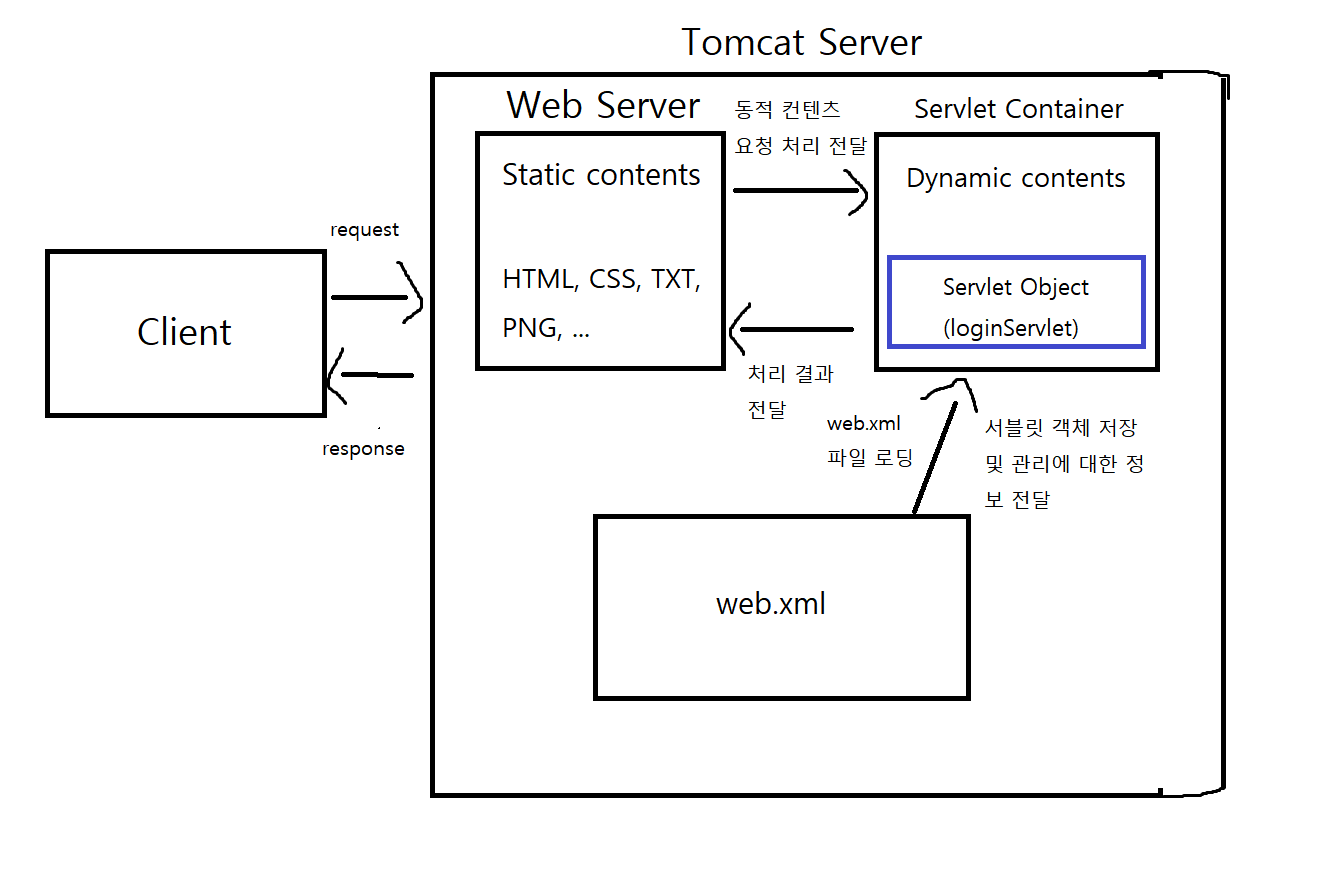 Tomcat Server
Web Server
동적 컨텐츠
요청 처리 전달
Servlet Container
Static contents
HTML, CSS, TXT,
PNG, ...
Dynamic contents
Servlet Object
(loginServlet)
request
Client
response
처리 결과
전달
web.xml
파일 로딩
서블릿 객체 저장
및 관리에 대한 정
보 전달
web.xml